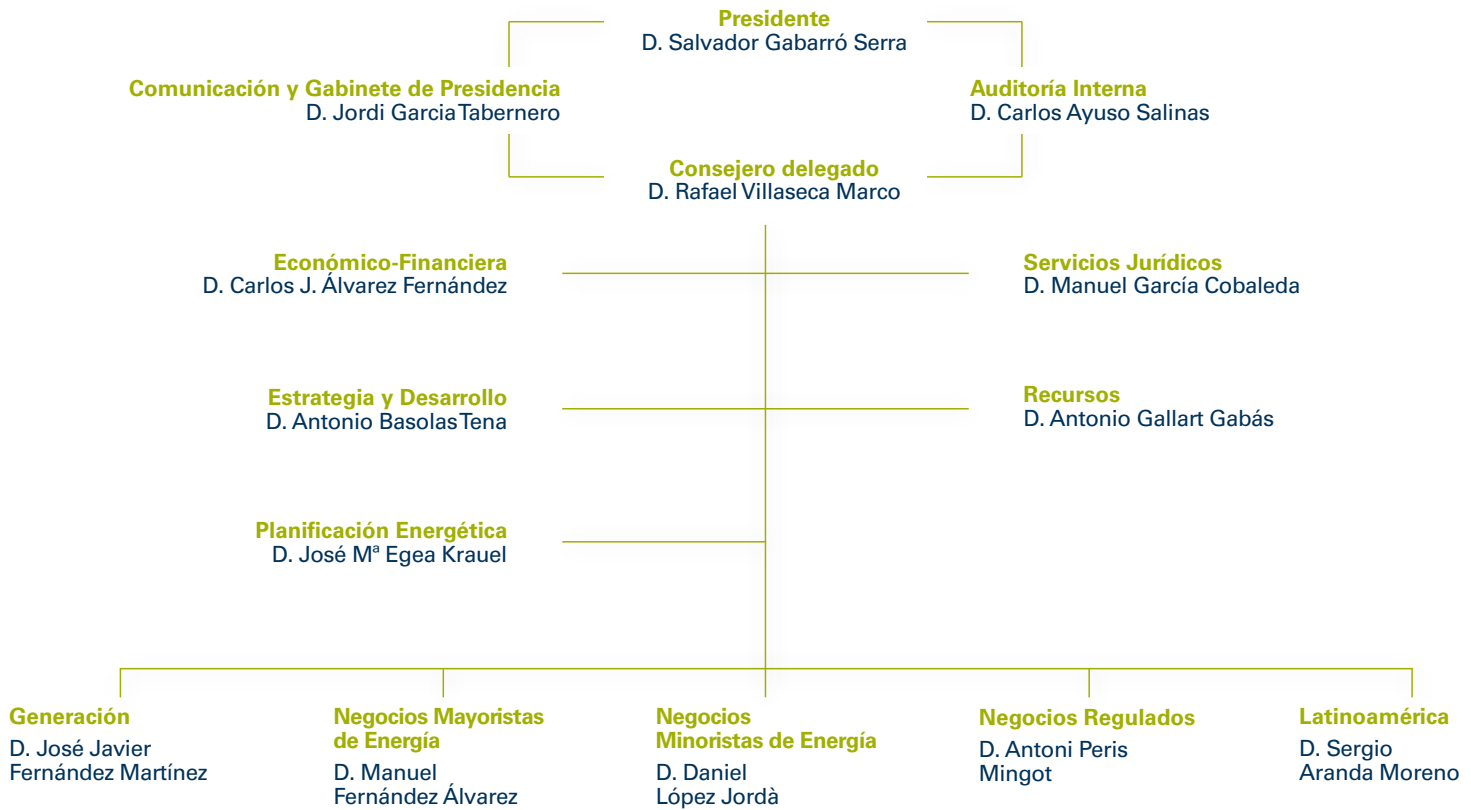 Presidente
D. Salvador Gabarró Serra
Comunicación y Gabinete de Presidencia
D. Jordi Garcia Tabernero
Auditoría Interna
D. Carlos Ayuso Salinas
Consejero delegado
D. Rafael Villaseca Marco
Económico-Financiera
D. Carlos J. Álvarez Fernández
Servicios Jurídicos
D. Manuel García Cobaleda
Estrategia y Desarrollo
D. Antonio Basolas Tena
Recursos
D. Antonio Gallart Gabás
Planificación Energética
D. José Mª Egea Krauel
Generación
D. José Javier
Fernández Martínez
Negocios Mayoristas
de Energía
D. Manuel
Fernández Álvarez
Negocios
Minoristas de Energía
D. Daniel
López Jordà
Negocios Regulados
D. Antoni Peris
Mingot
Latinoamérica
D. Sergio
Aranda Moreno